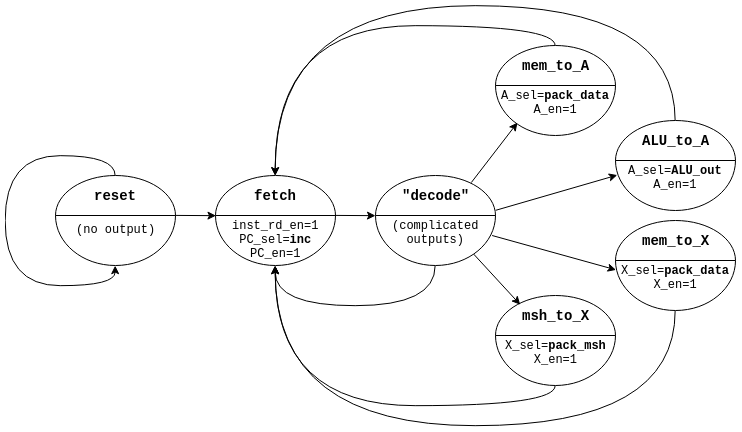 reset
(no output)
fetch
inst_rd_en=1
PC_sel=inc
PC_en=1
"decode"
(complicated
outputs)
mem_to_A
A_sel=pack_data
A_en=1
ALU_to_A
A_sel=ALU_out
A_en=1
mem_to_X
X_sel=pack_data
X_en=1
msh_to_X
X_sel=pack_msh
X_en=1